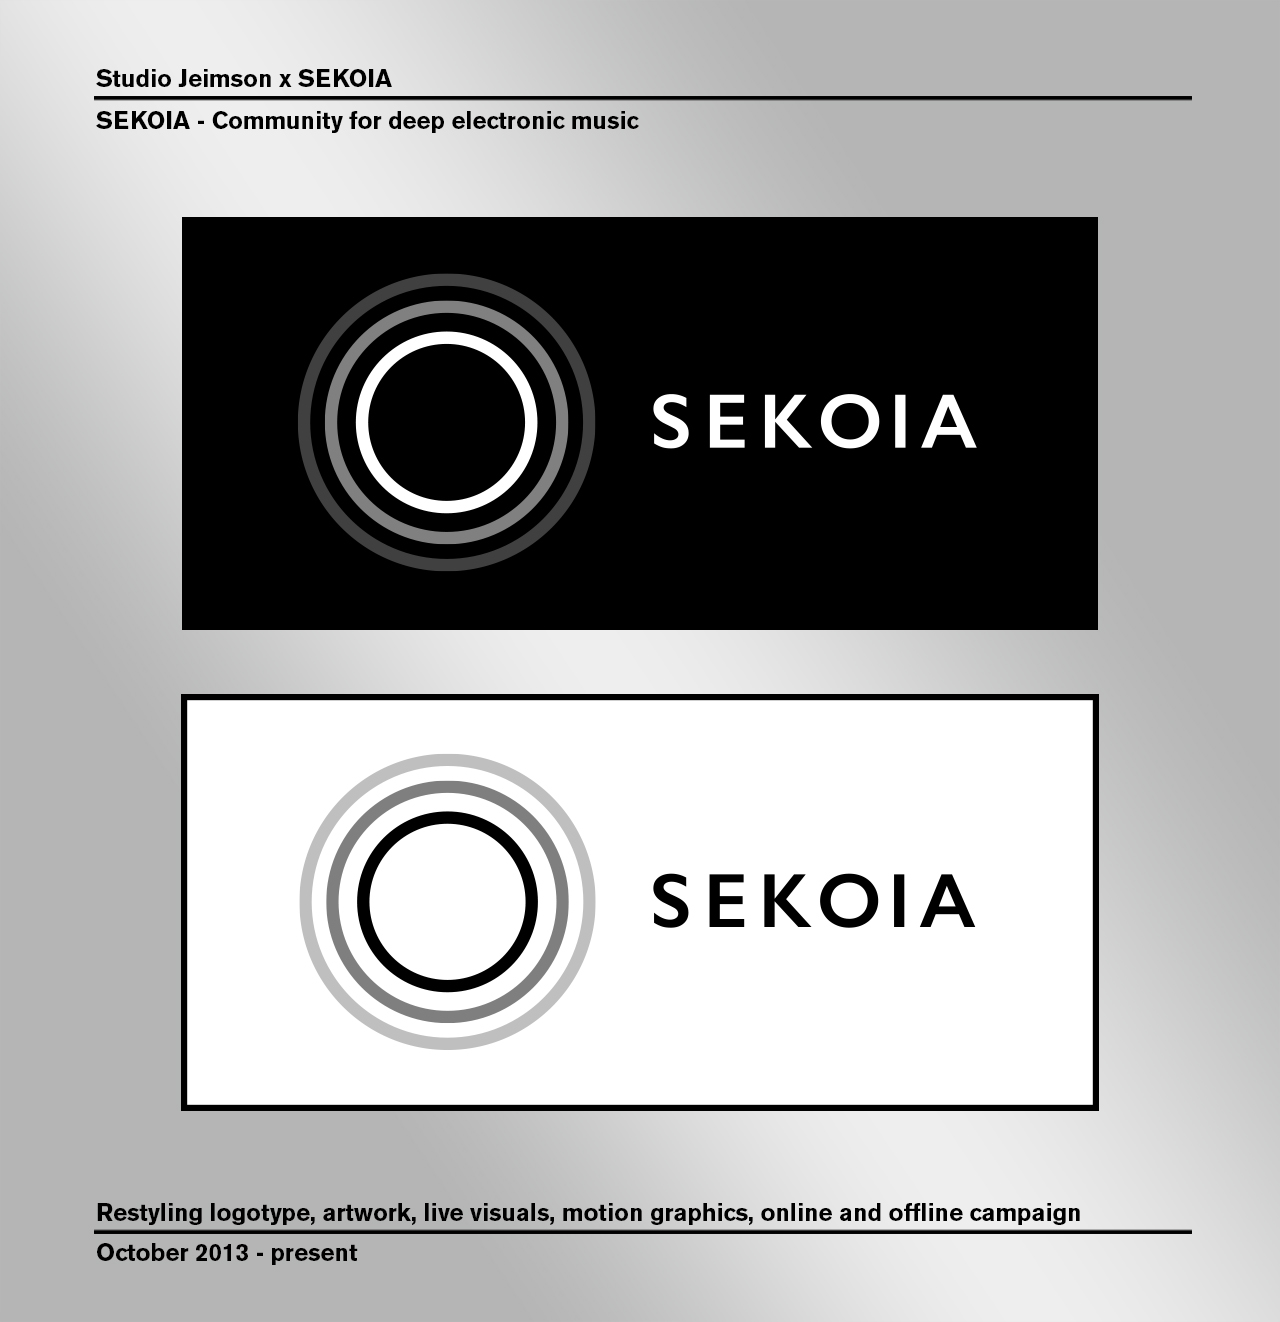 Studio Jeimson x SEKOIA
SEKOIA - Community for deep electronic music
SEKOIA
SEKOIA
Restyling logotype, artwork, live visuals, motion graphics, online and offline campaign
October 2013 - present